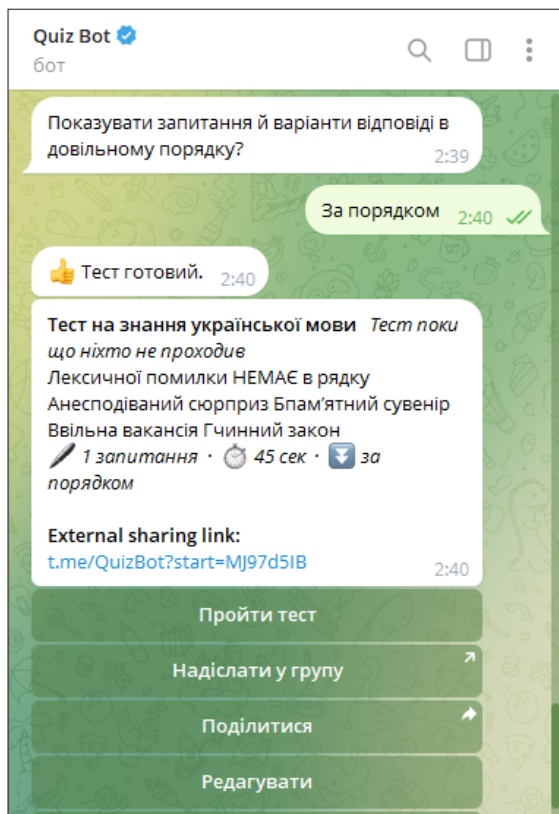 Quiz Bot
бот
Показувати запитання й варіанти відповіді в
довільному порядку?
2:39
За порядком 2:40
Тест готовий. 2:40
Тест на знання української мови Тест поки
що ніхто не проходив
Лексичної помилки НЕМАЄ в рядку
Анесподіваний сюрприз Бпам’ятний сувенір
Ввільна вакансія Гчинний закон
1 запитання · 45 сек · за
порядком
External sharing link:
t.me/QuizBot?start=MJ97d5IB
2:40
Пройти тест
Надіслати у групу
Поділитися
Редагувати